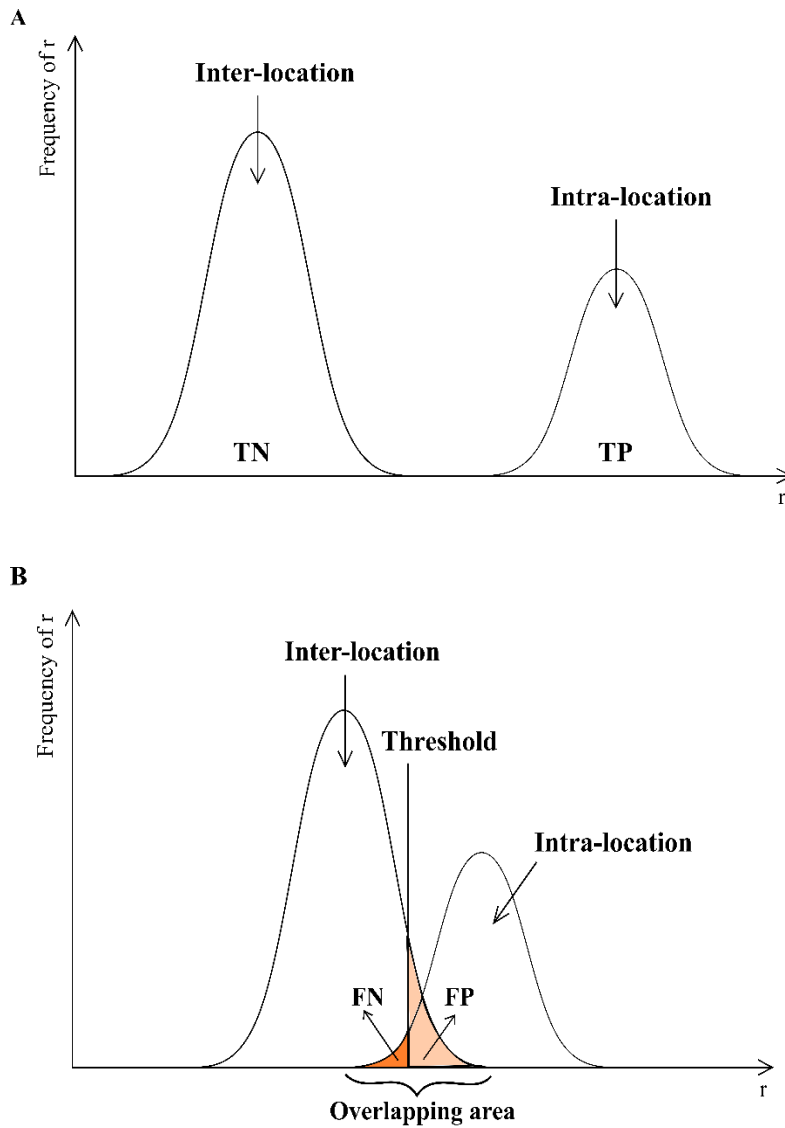 A
Frequency of r
Inter-location
Intra-location
TN
TP
r
B
Frequency of r
Inter-location
Threshold
Intra-location
FN
FP
r
Overlapping area